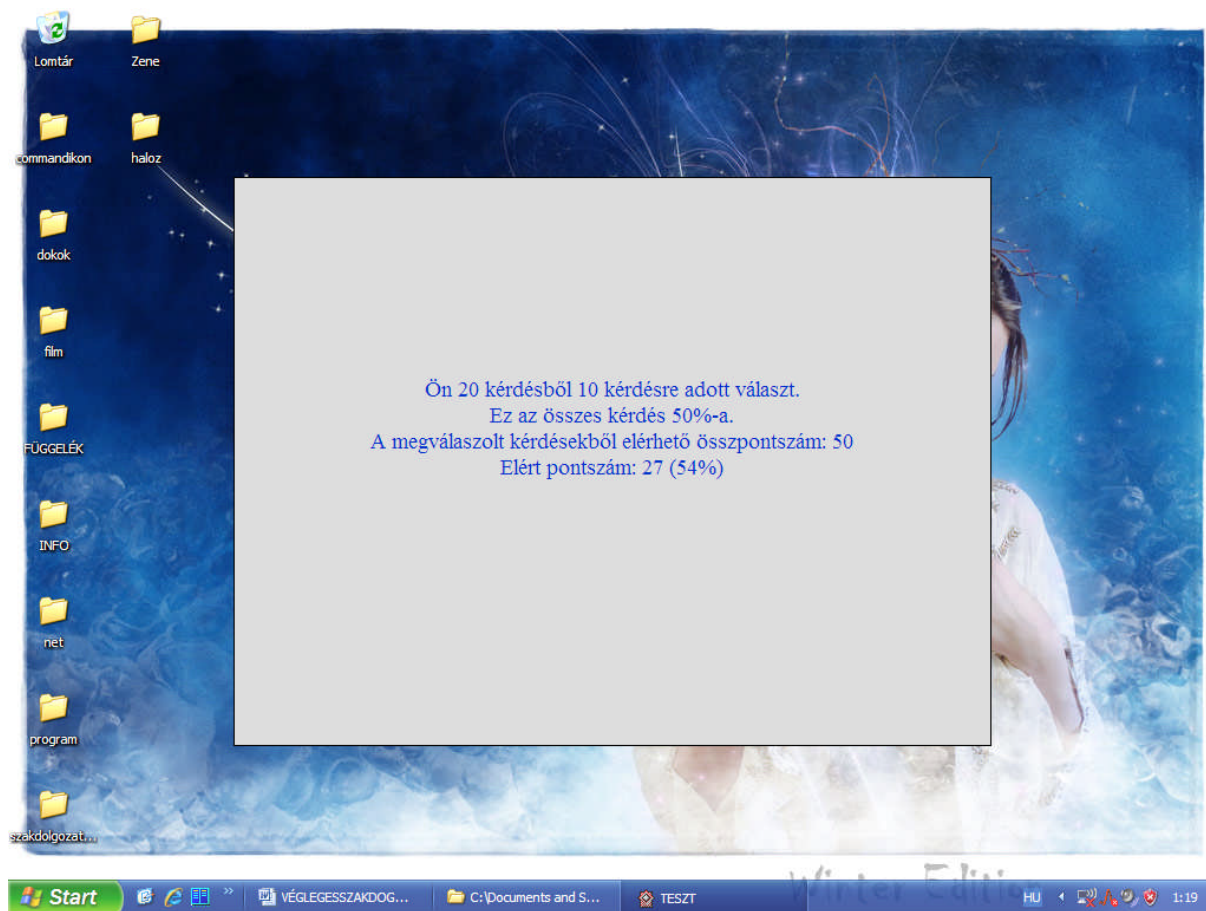 Lomtár
Zene
commandikon
haloz
dokok
film
FÜGGELÉK
INFO
net
program
szakdolgozat...
Ön 20 kérdésből 10 kérdésre adott választ.
Ez az összes kérdés 50%-a.
A megválaszolt kérdésekből elérhető összpontszám: 50
Elért pontszám: 27 (54%)
Winter Edition
Start
VÉGLEGESSZAKDOG...
C:\Documents and S...
TESZT
HU
1:19